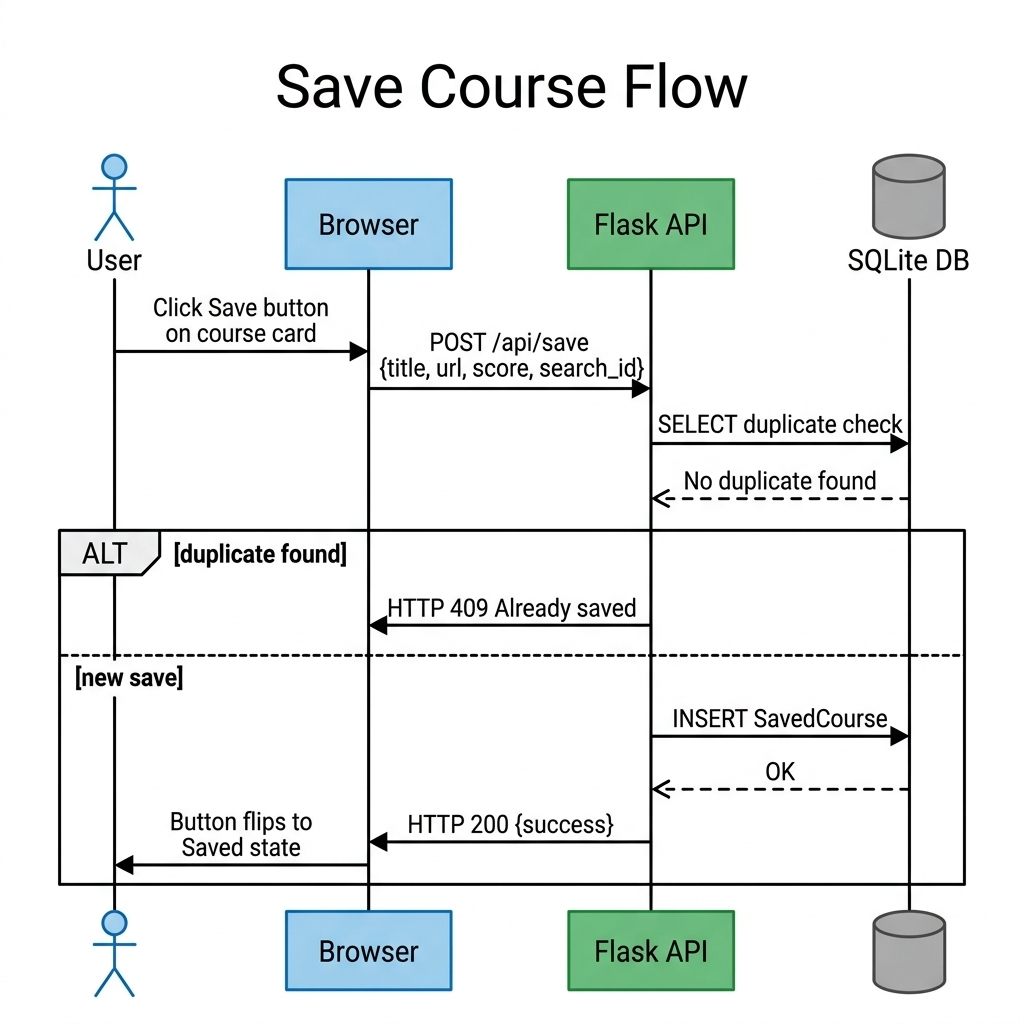 Save Course Flow
User
Browser
Flask API
SQLite DB
Click Save button
on course card
POST /api/save
{title, url, score, search_id}
SELECT duplicate check
No duplicate found
ALT
[duplicate found]
HTTP 409 Already saved
[new save]
INSERT SavedCourse
OK
HTTP 200 {success}
Button flips to
Saved state
Browser
Flask API